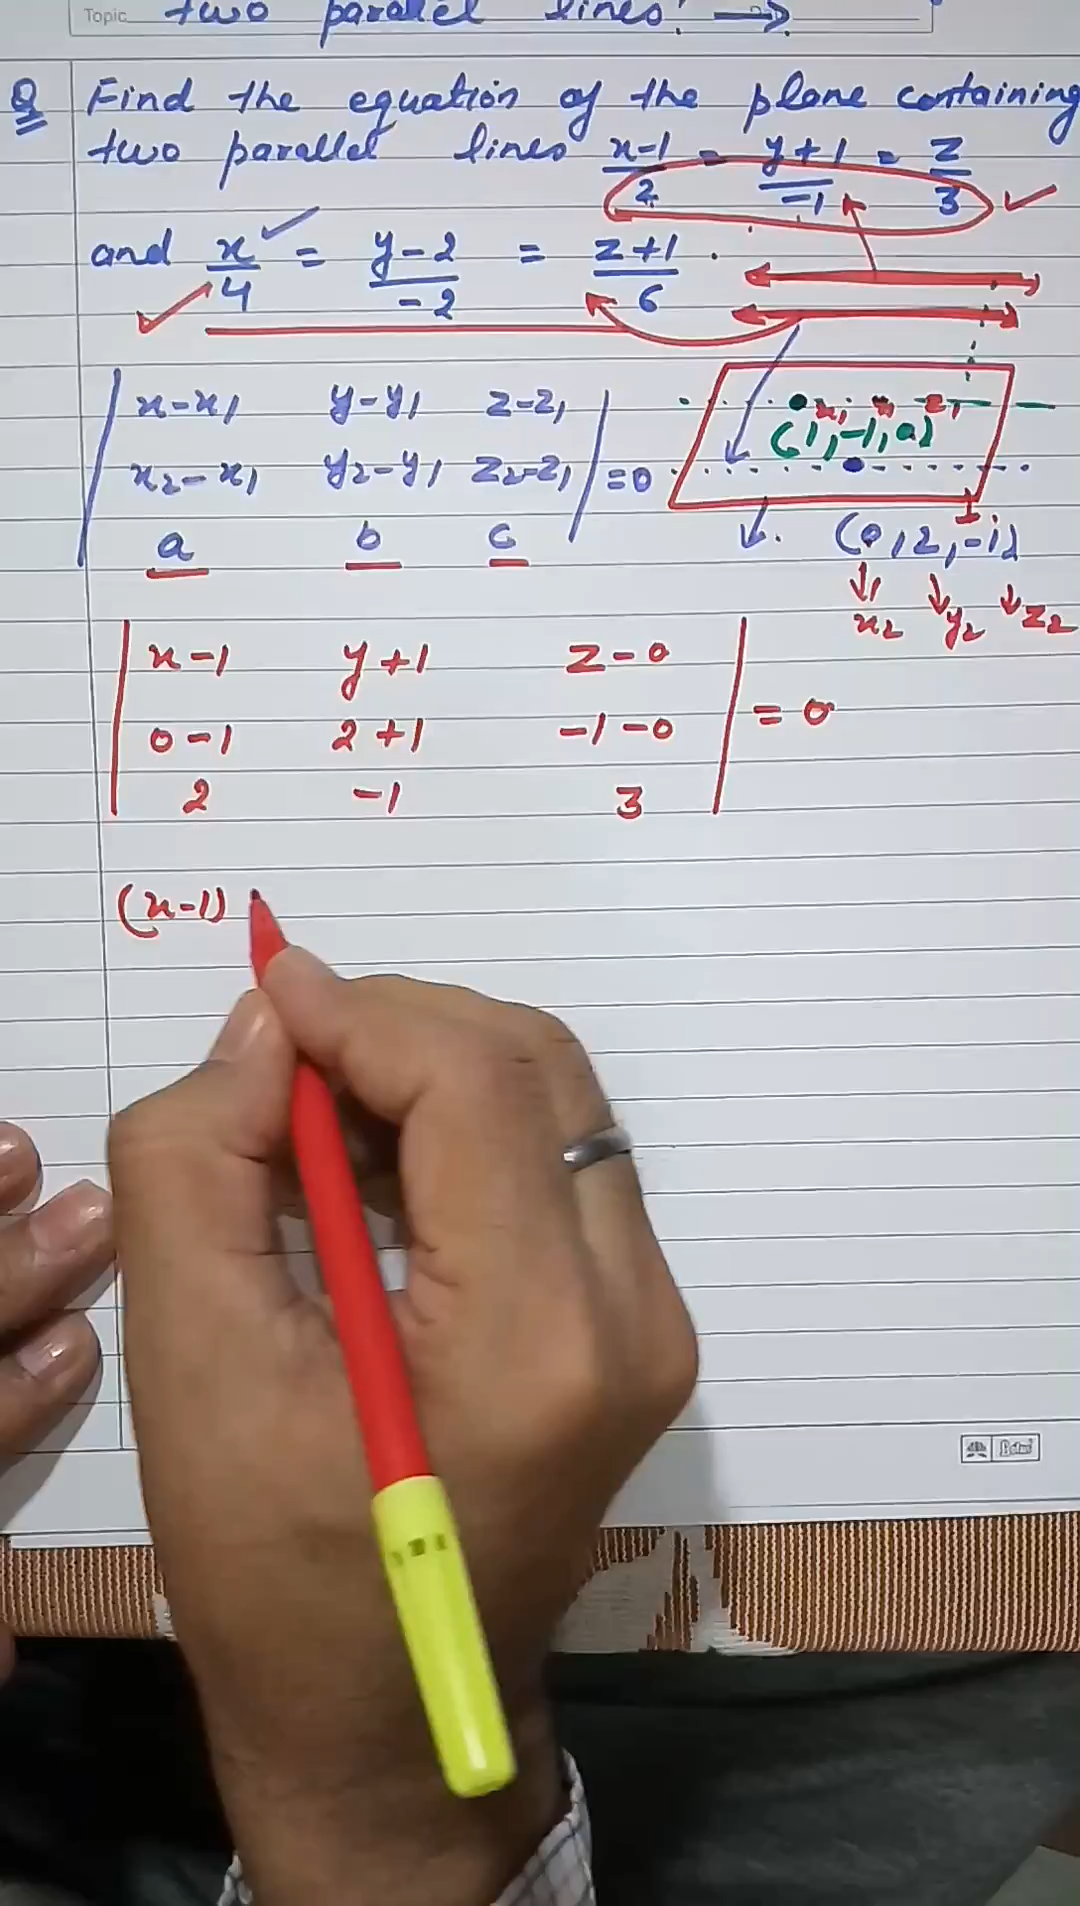 Topic two parallel lines. →
Q Find the equation of the plane containing
two parallel lines x-1/2 = y+1/-1 = z/3
and x/4 = y-2/-2 = z+1/6 .
x-x₁ y-y₁ z-z₁
x₂-x₁ y₂-y₁ z₂-z₁ =0
a b c
x₁ z₁
(1,-1,0)
(0,2,-1)
x₂ y₂ z₂
x-1 y+1 z-0
0-1 2+1 -1-0 = 0
2 -1 3
(x-1)